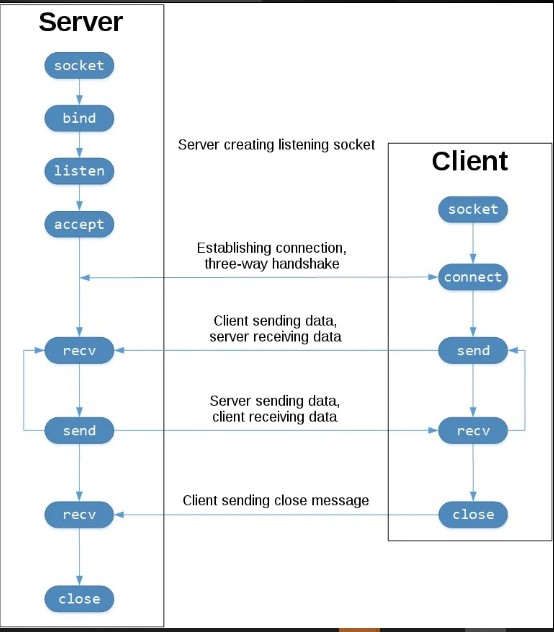 Server
socket
bind
Server creating listening socket
listen
Client
accept
socket
Establishing connection,
three-way handshake
connect
Client sending data,
server receiving data
recv
send
Server sending data,
client receiving data
send
recv
Client sending close message
recv
close
close